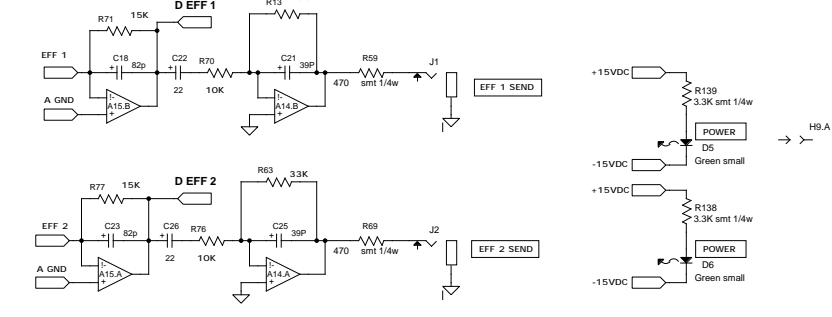 D EFF 1
R71 15K
R13
EFF 1
C18 82p
C22
22
R70
10K
C21 39P
R59
470 smt 1/4w
J1
EFF 1 SEND
A GND
!-
+
A15.B
!-
+
A14.B
+15VDC
R139
3.3K smt 1/4w
POWER
D5
Green small
-15VDC
H9.A
D EFF 2
R77 15K
R63 33K
EFF 2
C23 82p
C26
22
R76
10K
C25 39P
R69
470 smt 1/4w
J2
EFF 2 SEND
A GND
!-
+
A15.A
!-
+
A14.A
+15VDC
R138
3.3K smt 1/4w
POWER
D6
Green small
-15VDC